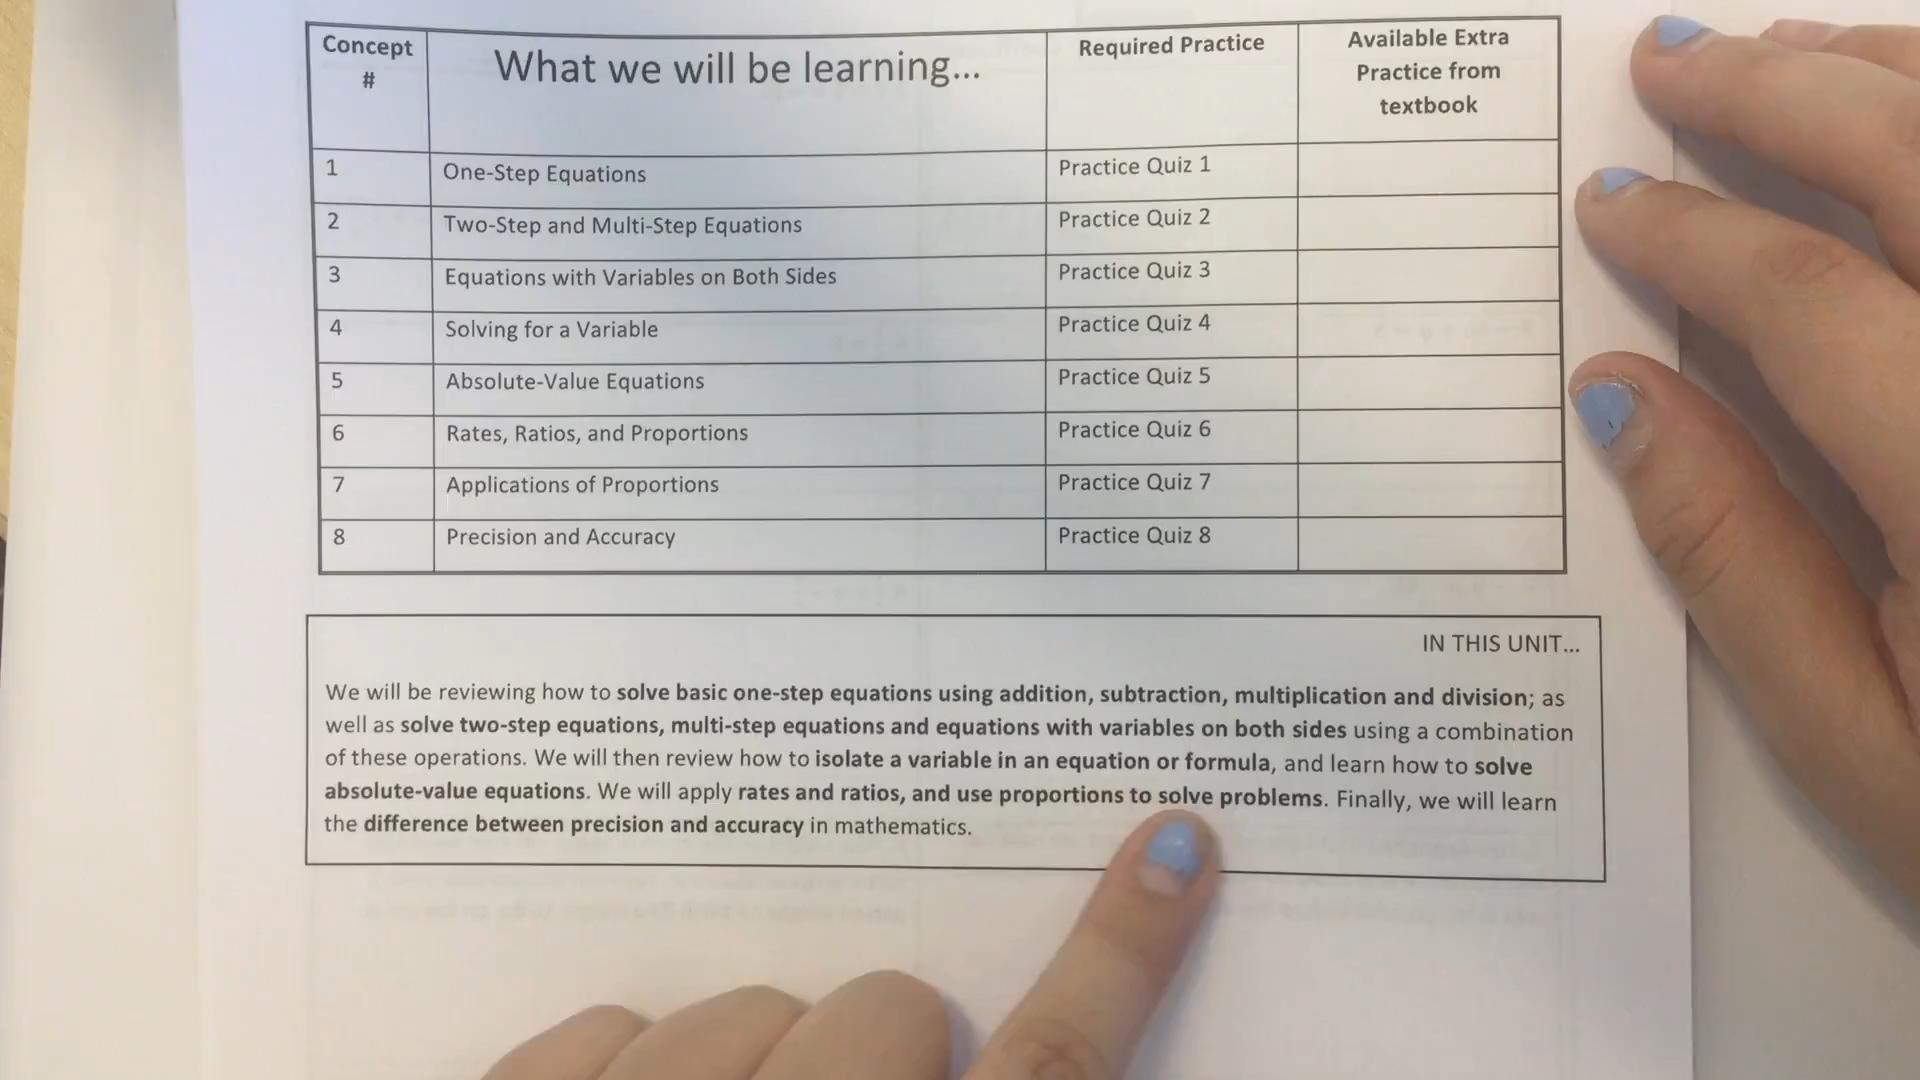 Concept # What we will be learning... Required Practice Available Extra Practice from textbook
1 One-Step Equations Practice Quiz 1
2 Two-Step and Multi-Step Equations Practice Quiz 2
3 Equations with Variables on Both Sides Practice Quiz 3
4 Solving for a Variable Practice Quiz 4
5 Absolute-Value Equations Practice Quiz 5
6 Rates, Ratios, and Proportions Practice Quiz 6
7 Applications of Proportions Practice Quiz 7
8 Precision and Accuracy Practice Quiz 8
IN THIS UNIT...
We will be reviewing how to solve basic one-step equations using addition, subtraction, multiplication and division; as
well as solve two-step equations, multi-step equations and equations with variables on both sides using a combination
of these operations. We will then review how to isolate a variable in an equation or formula, and learn how to solve
absolute-value equations. We will apply rates and ratios, and use proportions to solve problems. Finally, we will learn
the difference between precision and accuracy in mathematics.